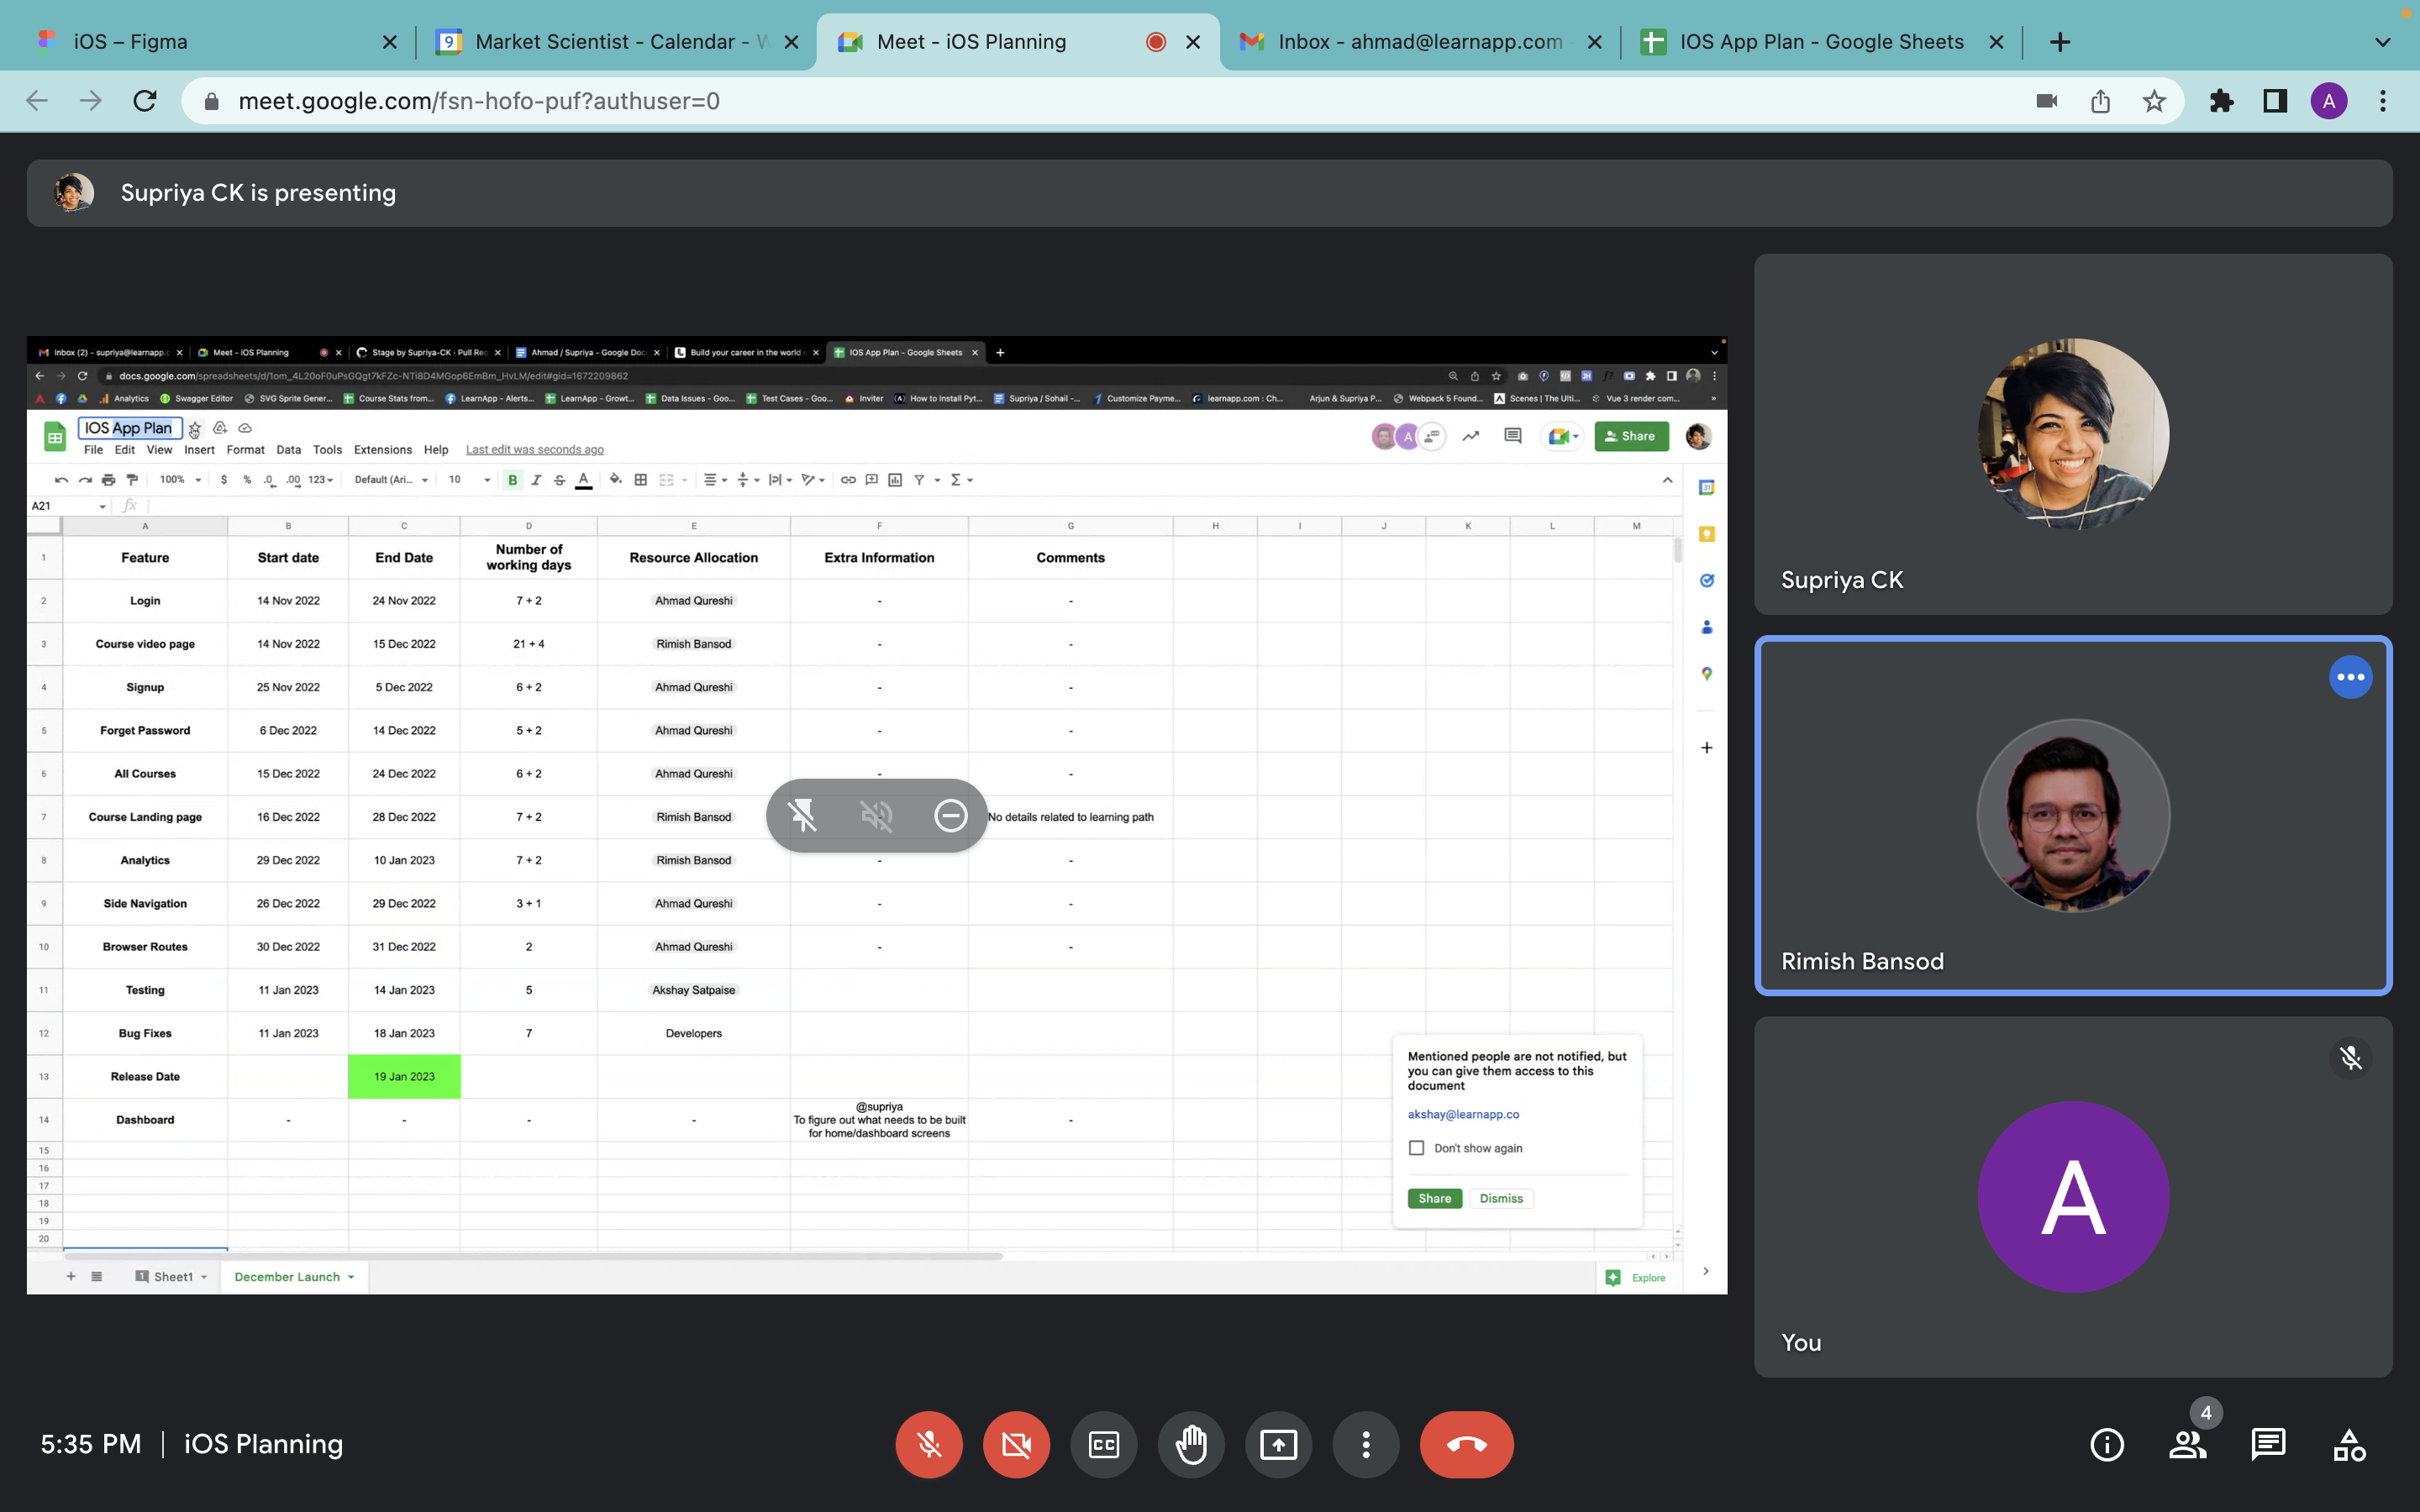 iOS – Figma
9
Market Scientist - Calendar - W
Meet - iOS Planning
Inbox - ahmad@learnapp.com
IOS App Plan - Google Sheets
meet.google.com/fsn-hofo-puf?authuser=0
A
Supriya CK is presenting
Inbox (2) - supriya@learnapp.c
Meet - iOS Planning
Stage by Supriya-CK · Pull Req
Ahmad / Supriya - Google Doc
Build your career in the world o
IOS App Plan - Google Sheets
docs.google.com/spreadsheets/d/1om_4L20oF0uPsGQgt7kFZc-NTi8D4MGop6EmBm_HvLM/edit#gid=1672209862
Analytics
Swagger Editor
SVG Sprite Gener...
Course Stats from...
LearnApp - Alerts...
LearnApp - Growt...
Data Issues - Goo...
Test Cases - Goo...
Inviter
How to Install Pyt...
Supriya / Sohail -...
Customize Payme...
learnapp.com : Ch...
Arjun & Supriya P...
Webpack 5 Found...
Scenes | The Ulti...
Vue 3 render com...
»
IOS App Plan
File Edit View Insert Format Data Tools Extensions Help Last edit was seconds ago
A
Share
100% $ % .0 .00 123 Default (Ari... 10 B I S A
A21
fx
A B C D E F G H I J K L M
1 Feature Start date End Date Number of working days Resource Allocation Extra Information Comments
2 Login 14 Nov 2022 24 Nov 2022 7 + 2 Ahmad Qureshi - -
3 Course video page 14 Nov 2022 15 Dec 2022 21 + 4 Rimish Bansod - -
4 Signup 25 Nov 2022 5 Dec 2022 6 + 2 Ahmad Qureshi - -
5 Forget Password 6 Dec 2022 14 Dec 2022 5 + 2 Ahmad Qureshi - -
6 All Courses 15 Dec 2022 24 Dec 2022 6 + 2 Ahmad Qureshi - -
7 Course Landing page 16 Dec 2022 28 Dec 2022 7 + 2 Rimish Bansod No details related to learning path
8 Analytics 29 Dec 2022 10 Jan 2023 7 + 2 Rimish Bansod - -
9 Side Navigation 26 Dec 2022 29 Dec 2022 3 + 1 Ahmad Qureshi - -
10 Browser Routes 30 Dec 2022 31 Dec 2022 2 Ahmad Qureshi - -
11 Testing 11 Jan 2023 14 Jan 2023 5 Akshay Satpaise
12 Bug Fixes 11 Jan 2023 18 Jan 2023 7 Developers
13 Release Date 19 Jan 2023
14 Dashboard - - - - @supriya To figure out what needs to be built for home/dashboard screens -
15
16
17
18
19
20
Mentioned people are not notified, but
you can give them access to this
document
akshay@learnapp.co
Don't show again
Share Dismiss
1 Sheet1
December Launch
Explore
Supriya CK
Rimish Bansod
A
You
5:35 PM | iOS Planning
CC
4